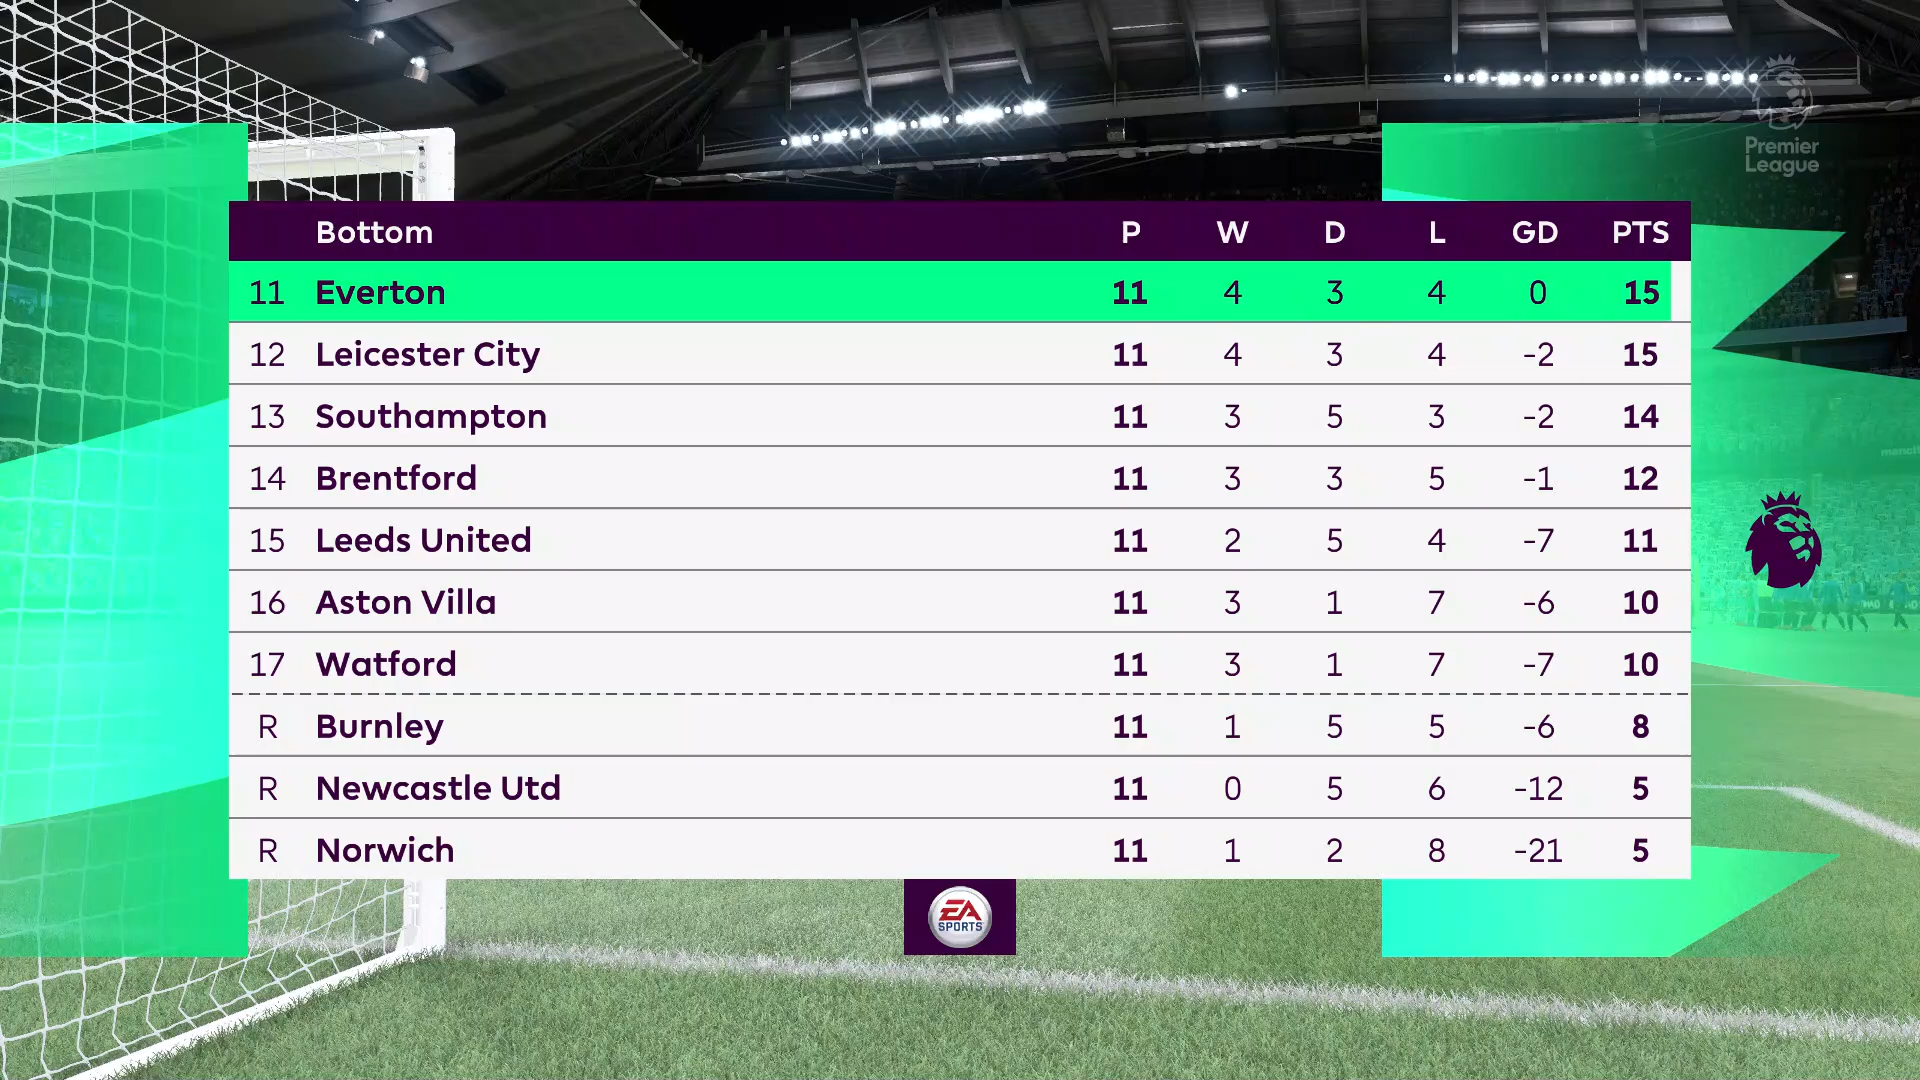 Premier
League
Bottom P W D L GD PTS
11 Everton 11 4 3 4 0 15
12 Leicester City 11 4 3 4 -2 15
13 Southampton 11 3 5 3 -2 14
14 Brentford 11 3 3 5 -1 12
15 Leeds United 11 2 5 4 -7 11
16 Aston Villa 11 3 1 7 -6 10
17 Watford 11 3 1 7 -7 10
R Burnley 11 1 5 5 -6 8
R Newcastle Utd 11 0 5 6 -12 5
R Norwich 11 1 2 8 -21 5
EA
SPORTS